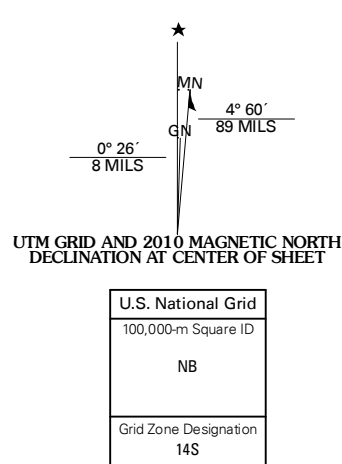 MN
4° 60´
89 MILS
GN
0° 26´
8 MILS
UTM GRID AND 2010 MAGNETIC NORTH
DECLINATION AT CENTER OF SHEET
U.S. National Grid
100,000-m Square ID
NB
Grid Zone Designation
14S